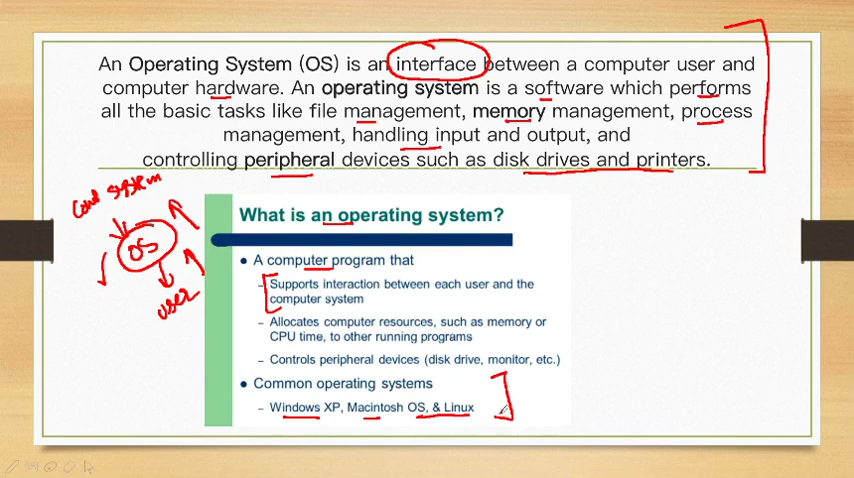 An Operating System (OS) is an interface between a computer user and
computer hardware. An operating system is a software which performs
all the basic tasks like file management, memory management, process
management, handling input and output, and
controlling peripheral devices such as disk drives and printers.
system
OS
user
What is an operating system?
• A computer program that
– Supports interaction between each user and the
computer system
– Allocates computer resources, such as memory or
CPU time, to other running programs
– Controls peripheral devices (disk drive, monitor, etc.)
• Common operating systems
– Windows XP, Macintosh OS, & Linux